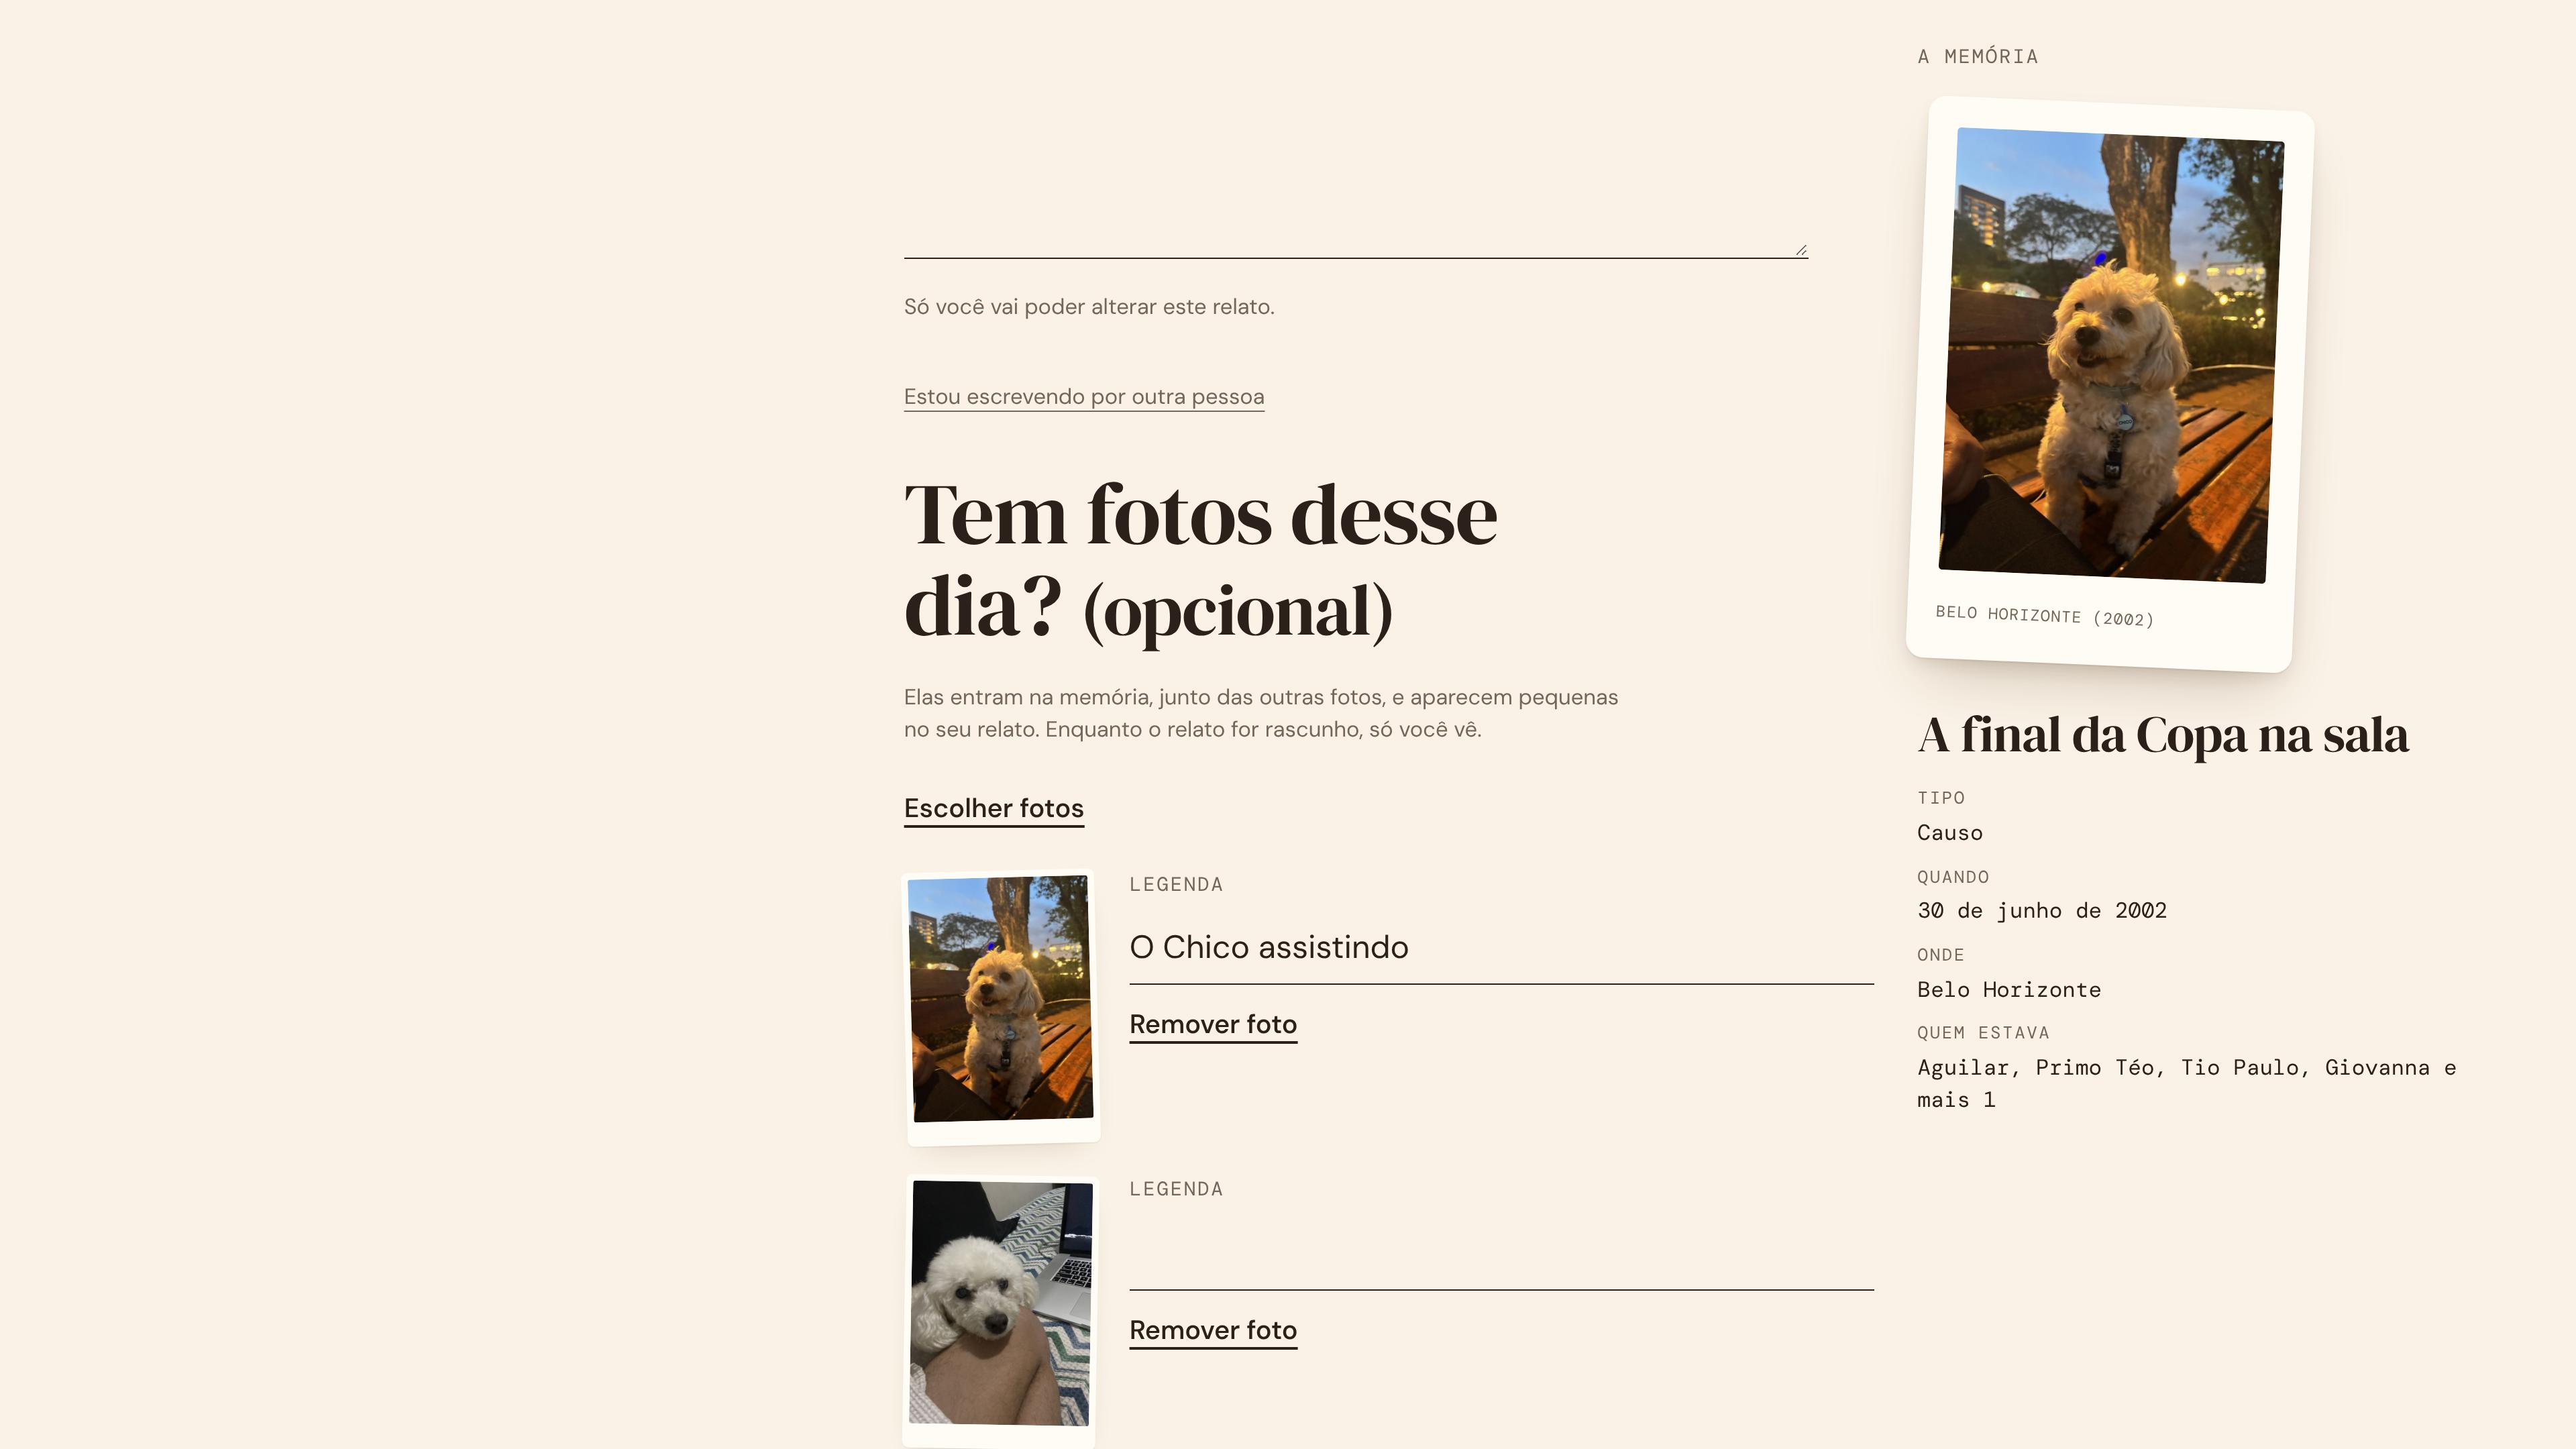 Só você vai poder alterar este relato.
Estou escrevendo por outra pessoa
Tem fotos desse
dia? (opcional)
Elas entram na memória, junto das outras fotos, e aparecem pequenas
no seu relato. Enquanto o relato for rascunho, só você vê.
Escolher fotos
LEGENDA
O Chico assistindo
Remover foto
LEGENDA
Remover foto
A MEMÓRIA
BELO HORIZONTE (2002)
A final da Copa na sala
TIPO
Causo
QUANDO
30 de junho de 2002
ONDE
Belo Horizonte
QUEM ESTAVA
Aguilar, Primo Téo, Tio Paulo, Giovanna e
mais 1